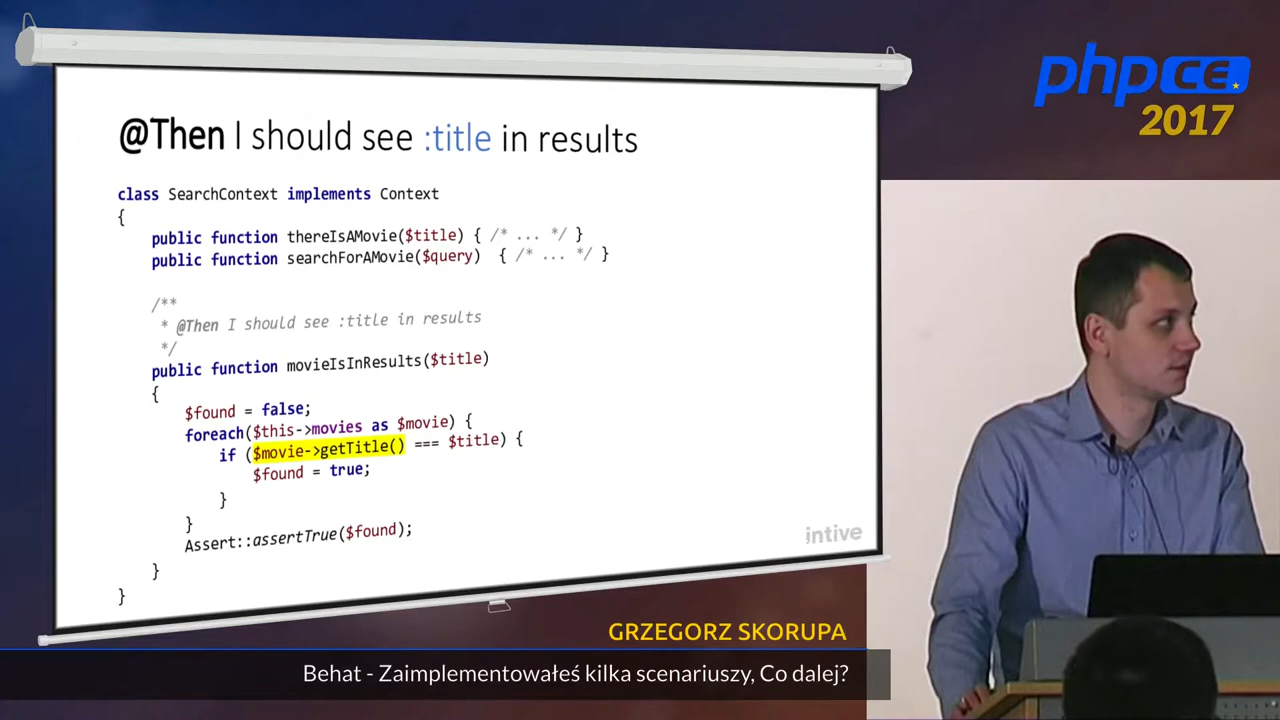 @Then I should see :title in results
class SearchContext implements Context
{
public function thereIsAMovie($title) { /* ... */ }
public function searchForAMovie($query) { /* ... */ }
/**
* @Then I should see :title in results
*/
public function movieIsInResults($title)
{
$found = false;
foreach($this->movies as $movie) {
if ($movie->getTitle() === $title) {
$found = true;
}
}
Assert::assertTrue($found);
}
}
intive
phpCE
2017
GRZEGORZ SKORUPA
Behat - Zaimplementowałeś kilka scenariuszy, Co dalej?